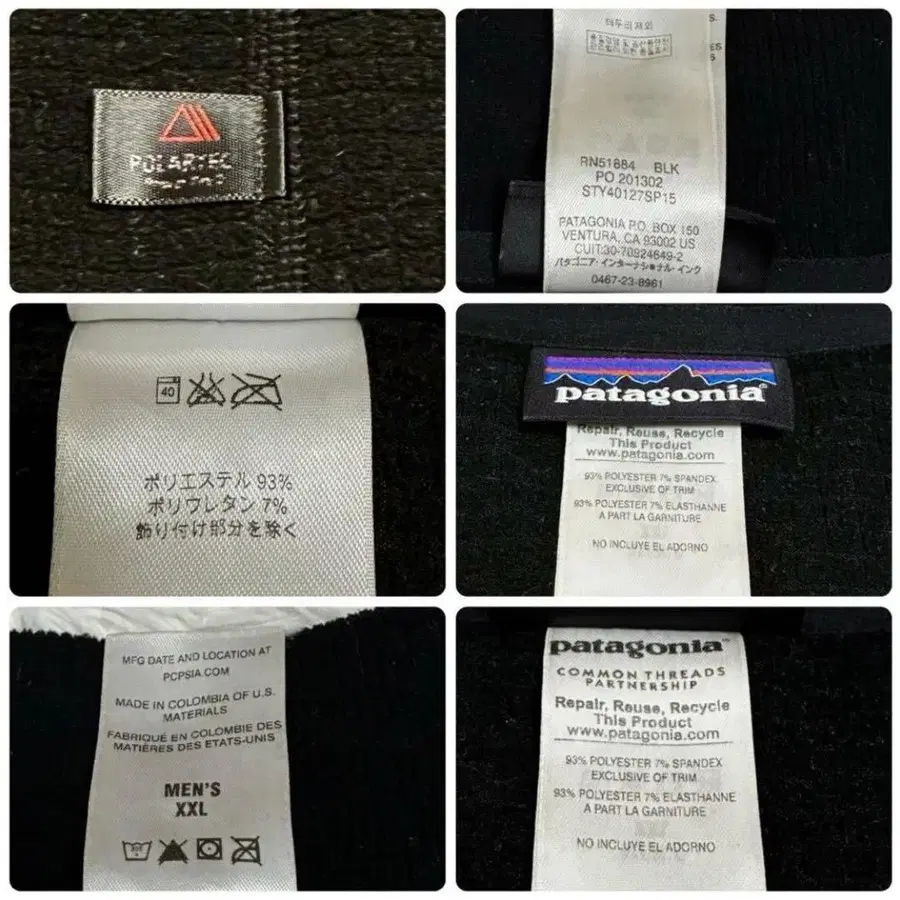 POLARTEC
테두리 제외
S.
ES
S
RN51884 BLK
PO 201302
STY40127SP15
PATAGONIA P.O. BOX 150
VENTURA, CA 93002 US
CUIT:30-70924649-2
パタゴニア・インターナショナル・インク
0467-23-8961
40
ポリエステル 93%
ポリウレタン 7%
飾り付け部分を除く
patagonia®
Repair, Reuse, Recycle
This Product
www.patagonia.com
93% POLYESTER 7% SPANDEX
EXCLUSIVE OF TRIM
93% POLYESTER 7% ELASTHANNE
A PART LA GARNITURE
NO INCLUYE EL ADORNO
MFG DATE AND LOCATION AT
PCPSIA.COM
MADE IN COLOMBIA OF U.S.
MATERIALS
FABRIQUÉ EN COLOMBIE DES
MATIÈRES DES ETATS-UNIS
MEN'S
XXL
patagonia®
COMMON THREADS
PARTNERSHIP
Repair, Reuse, Recycle
This Product
www.patagonia.com
93% POLYESTER 7% SPANDEX
EXCLUSIVE OF TRIM
93% POLYESTER 7% ELASTHANNE
A PART LA GARNITURE
NO INCLUYE EL ADORNO